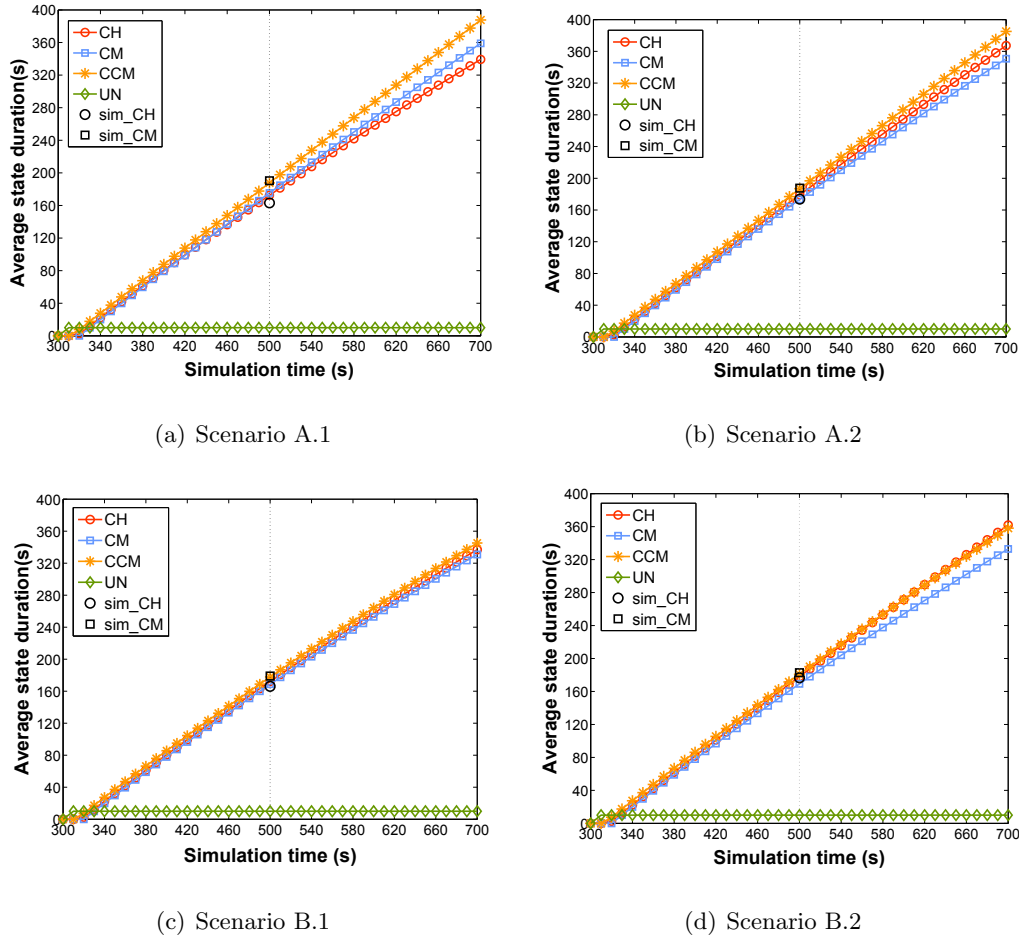 400
360
320
280
240
200
160
120
80
40
0
Average state duration(s)
CH
CM
CCM
UN
sim_CH
sim_CM
300 340 380 420 460 500 540 580 620 660 700
Simulation time (s)
(a) Scenario A.1
400
360
320
280
240
200
160
120
80
40
0
Average state duration(s)
CH
CM
CCM
UN
sim_CH
sim_CM
300 340 380 420 460 500 540 580 620 660 700
Simulation time (s)
(b) Scenario A.2
400
360
320
280
240
200
160
120
80
40
0
Average state duration(s)
CH
CM
CCM
UN
sim_CH
sim_CM
300 340 380 420 460 500 540 580 620 660 700
Simulation time (s)
(c) Scenario B.1
400
360
320
280
240
200
160
120
80
40
0
Average state duration(s)
CH
CM
CCM
UN
sim_CH
sim_CM
300 340 380 420 460 500 540 580 620 660 700
Simulation time (s)
(d) Scenario B.2